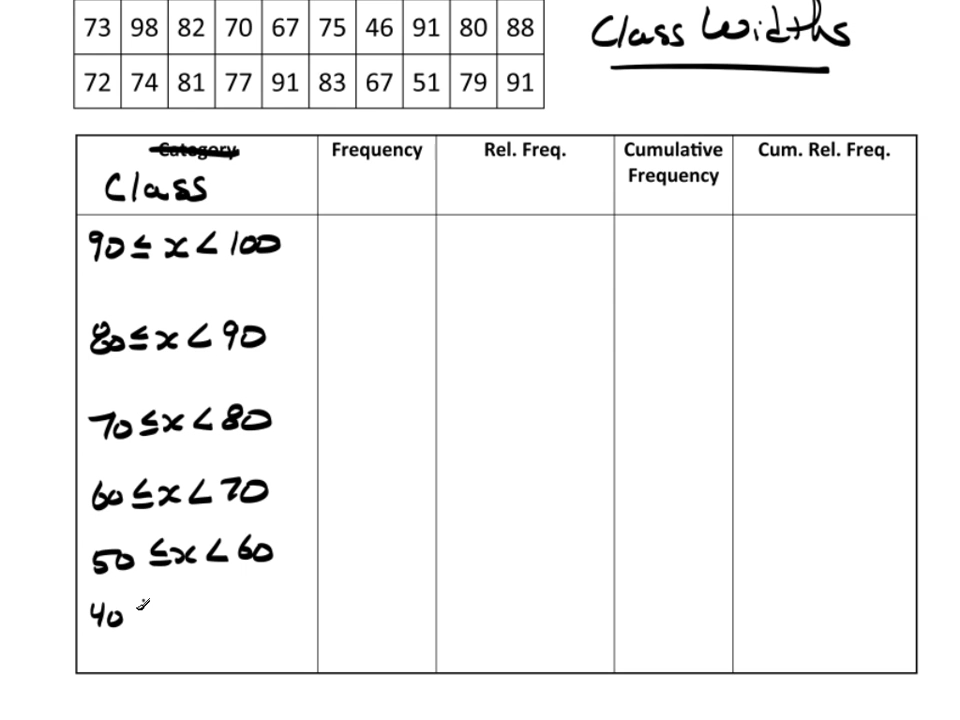 73 98 82 70 67 75 46 91 80 88
Class Widths
72 74 81 77 91 83 67 51 79 91
Category Frequency Rel. Freq. Cumulative Frequency Cum. Rel. Freq.
Class
90 ≤ x < 100
80 ≤ x < 90
70 ≤ x < 80
60 ≤ x < 70
50 ≤ x < 60
40